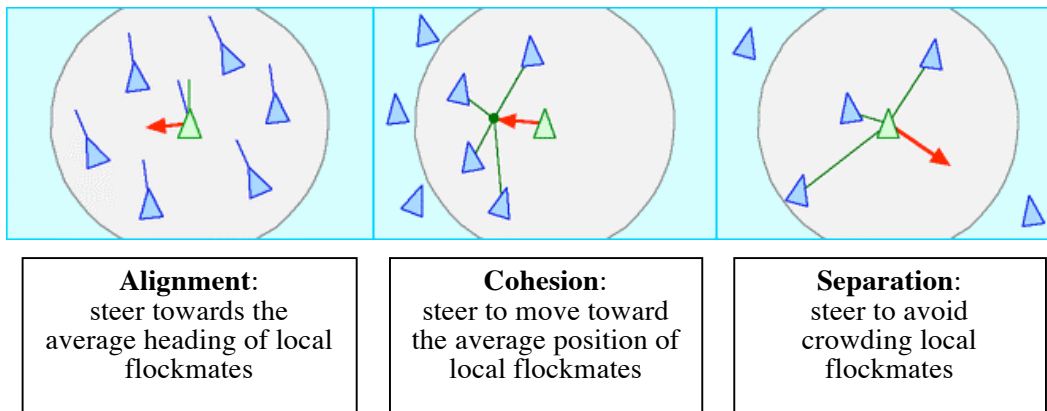 Alignment:
steer towards the
average heading of local
flockmates
Cohesion:
steer to move toward
the average position of
local flockmates
Separation:
steer to avoid
crowding local
flockmates